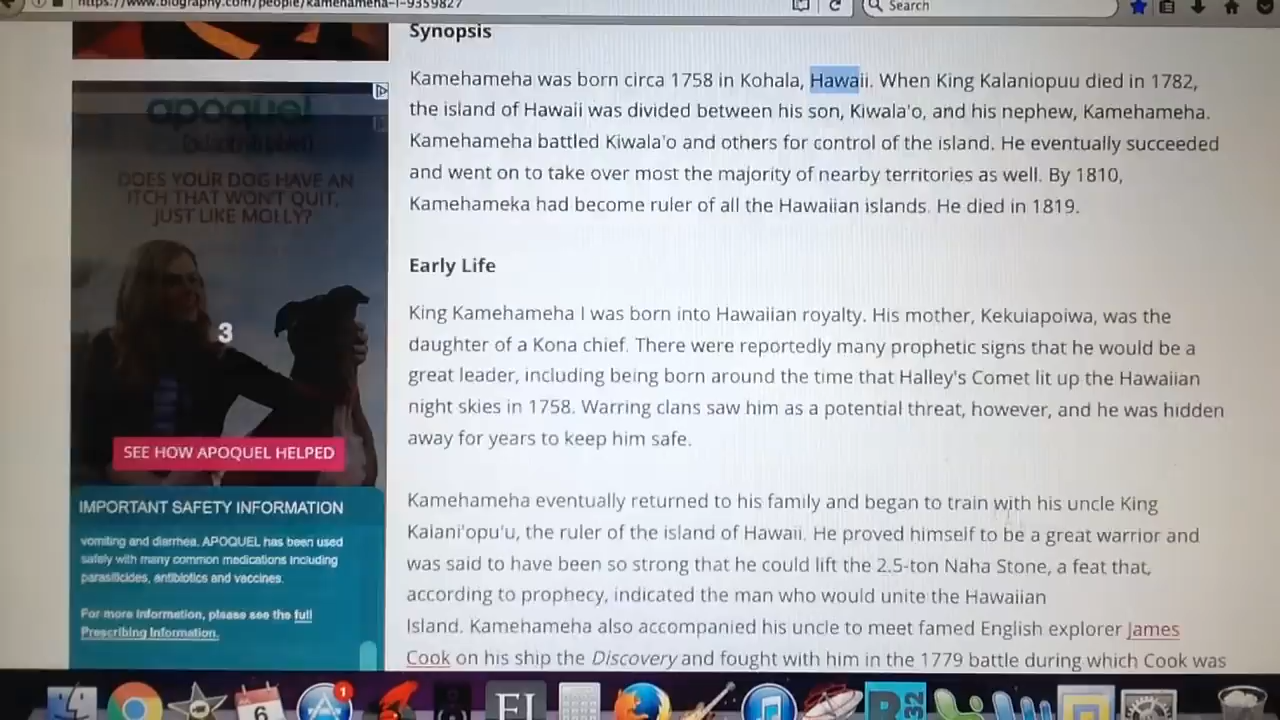 https://www.biography.com/people/kamehameha-i-9359827
Search
Synopsis
Kamehameha was born circa 1758 in Kohala, Hawaii. When King Kalaniopuu died in 1782,
the island of Hawaii was divided between his son, Kiwala'o, and his nephew, Kamehameha.
Kamehameha battled Kiwala'o and others for control of the island. He eventually succeeded
and went on to take over most the majority of nearby territories as well. By 1810,
Kamehameka had become ruler of all the Hawaiian islands. He died in 1819.
Early Life
King Kamehameha I was born into Hawaiian royalty. His mother, Kekuiapoiwa, was the
daughter of a Kona chief. There were reportedly many prophetic signs that he would be a
great leader, including being born around the time that Halley's Comet lit up the Hawaiian
night skies in 1758. Warring clans saw him as a potential threat, however, and he was hidden
away for years to keep him safe.
Kamehameha eventually returned to his family and began to train with his uncle King
Kalani'opu'u, the ruler of the island of Hawaii. He proved himself to be a great warrior and
was said to have been so strong that he could lift the 2.5-ton Naha Stone, a feat that,
according to prophecy, indicated the man who would unite the Hawaiian
Island. Kamehameha also accompanied his uncle to meet famed English explorer James
Cook on his ship the Discovery and fought with him in the 1779 battle during which Cook was
apoquel
DOES YOUR DOG HAVE AN
ITCH THAT WON'T QUIT,
JUST LIKE MOLLY?
3
SEE HOW APOQUEL HELPED
IMPORTANT SAFETY INFORMATION
vomiting and diarrhea. APOQUEL has been used
safely with many common medications including
parasiticides, antibiotics and vaccines.
For more information, please see the full
Prescribing Information.
6
1
R
32